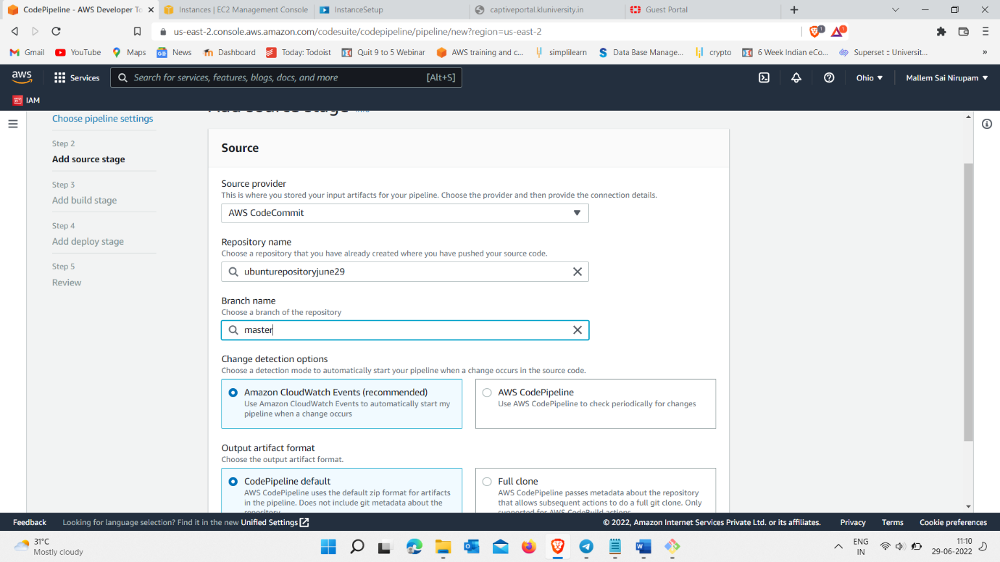 CodePipeline - AWS Developer To
Instances | EC2 Management Console
InstanceSetup
captiveportal.kluniversity.in
Guest Portal
us-east-2.console.aws.amazon.com/codesuite/codepipeline/pipeline/new?region=us-east-2
1
1
Gmail
YouTube
Maps
News
Dashboard
Today: Todoist
Quit 9 to 5 Webinar
AWS training and c...
simplilearn
Data Base Manage...
crypto
6 Week Indian eCo...
Superset :: Universit...
»
aws
Services
Search for services, features, blogs, docs, and more
[Alt+S]
Ohio
Mallem Sai Nirupam
IAM
Add source stage
Choose pipeline settings
Step 2
Add source stage
Step 3
Add build stage
Step 4
Add deploy stage
Step 5
Review
Source
Source provider
This is where you stored your input artifacts for your pipeline. Choose the provider and then provide the connection details.
AWS CodeCommit
Repository name
Choose a repository that you have already created where you have pushed your source code.
ubunturepositoryjune29
Branch name
Choose a branch of the repository
master
Change detection options
Choose a detection mode to automatically start your pipeline when a change occurs in the source code.
Amazon CloudWatch Events (recommended)
Use Amazon CloudWatch Events to automatically start my
pipeline when a change occurs
AWS CodePipeline
Use AWS CodePipeline to check periodically for changes
Output artifact format
Choose the output artifact format.
CodePipeline default
AWS CodePipeline uses the default zip format for artifacts
in the pipeline. Does not include git metadata about the
repository.
Full clone
AWS CodePipeline passes metadata about the repository
that allows subsequent actions to do a full git clone. Only
supported for AWS CodeBuild actions.
Feedback
Looking for language selection? Find it in the new Unified Settings
© 2022, Amazon Internet Services Private Ltd. or its affiliates.
Privacy
Terms
Cookie preferences
31°C
Mostly cloudy
ENG
IN
11:10
29-06-2022